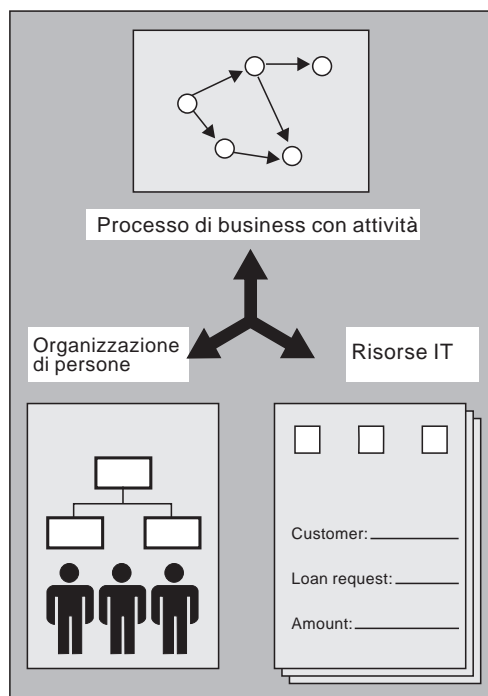 Processo di business con attività
Organizzazione
di persone
Risorse IT
Customer:
Loan request:
Amount: